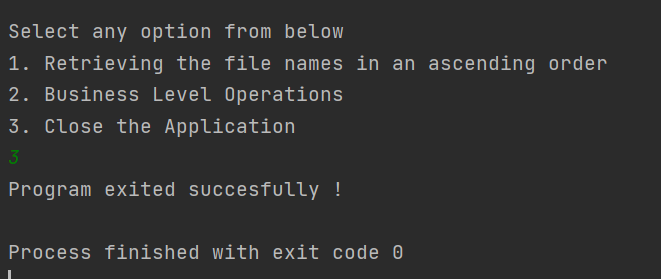 Select any option from below
1. Retrieving the file names in an ascending order
2. Business Level Operations
3. Close the Application
3
Program exited succesfully !
Process finished with exit code 0